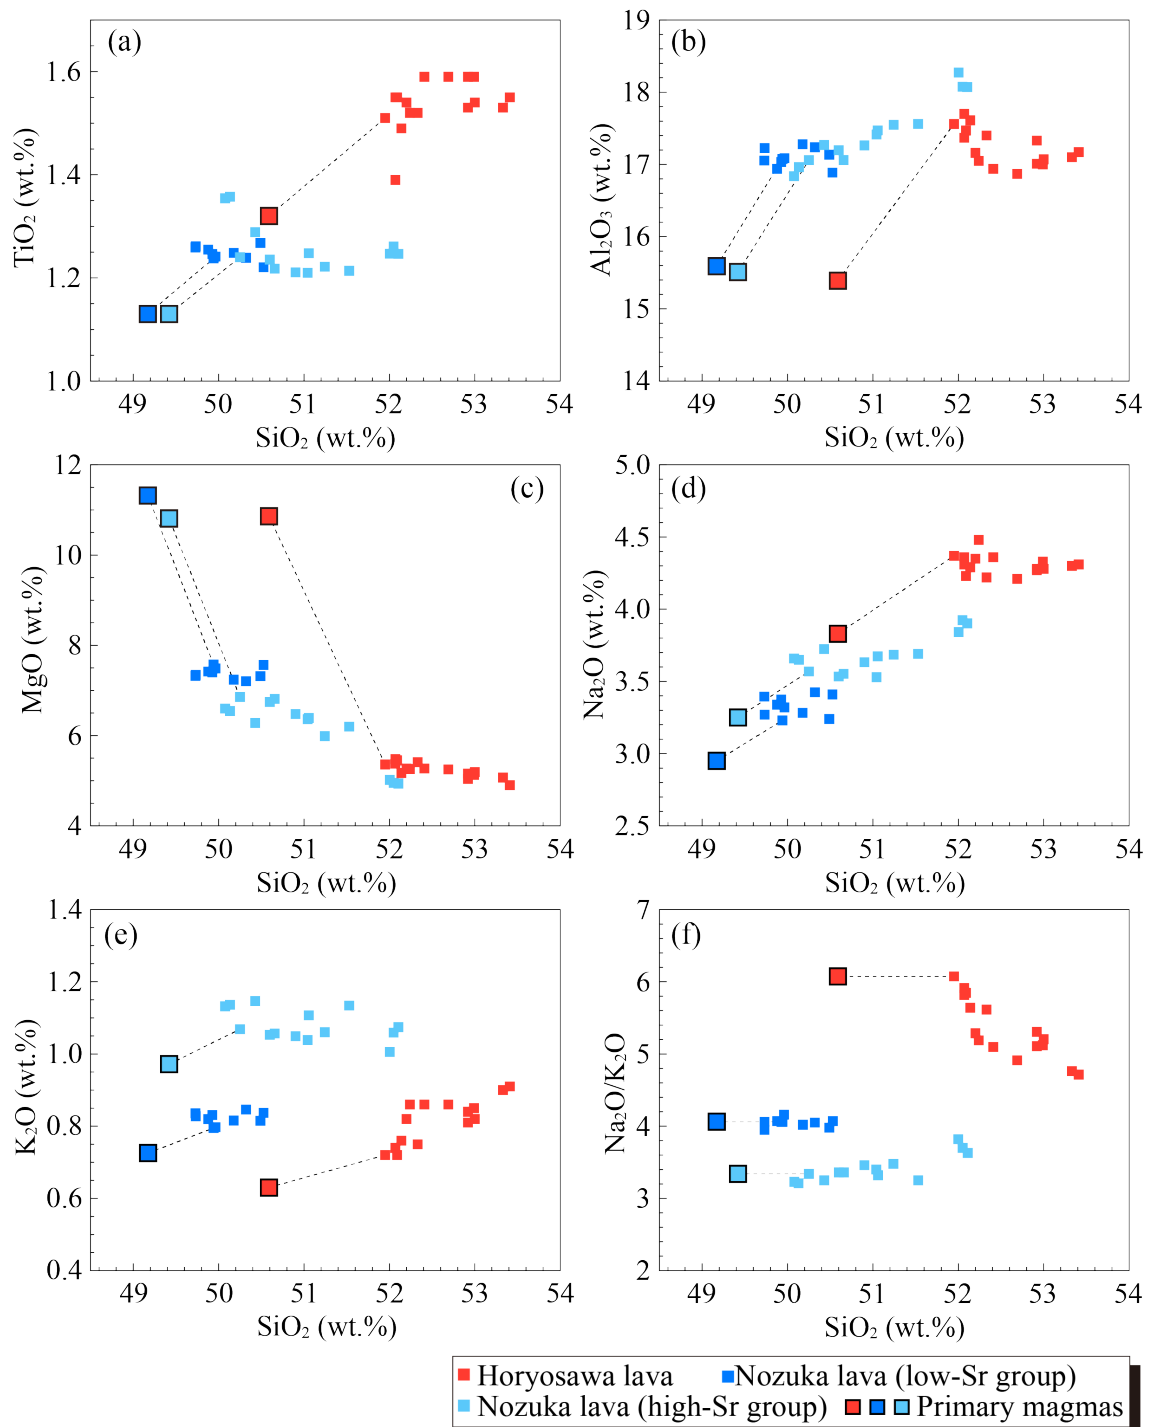 (a)
TiO₂ (wt.%)
1.6
1.4
1.2
1.0
49 50 51 52 53 54
SiO₂ (wt.%)
(b)
Al₂O₃ (wt.%)
19
18
17
16
15
14
49 50 51 52 53 54
SiO₂ (wt.%)
(c)
MgO (wt.%)
12
10
8
6
4
49 50 51 52 53 54
SiO₂ (wt.%)
(d)
Na₂O (wt.%)
5.0
4.5
4.0
3.5
3.0
2.5
49 50 51 52 53 54
SiO₂ (wt.%)
(e)
K₂O (wt.%)
1.4
1.2
1.0
0.8
0.6
0.4
49 50 51 52 53 54
SiO₂ (wt.%)
(f)
Na₂O/K₂O
7
6
5
4
3
2
49 50 51 52 53 54
SiO₂ (wt.%)
Horyosawa lava Nozuka lava (low-Sr group)
Nozuka lava (high-Sr group) Primary magmas